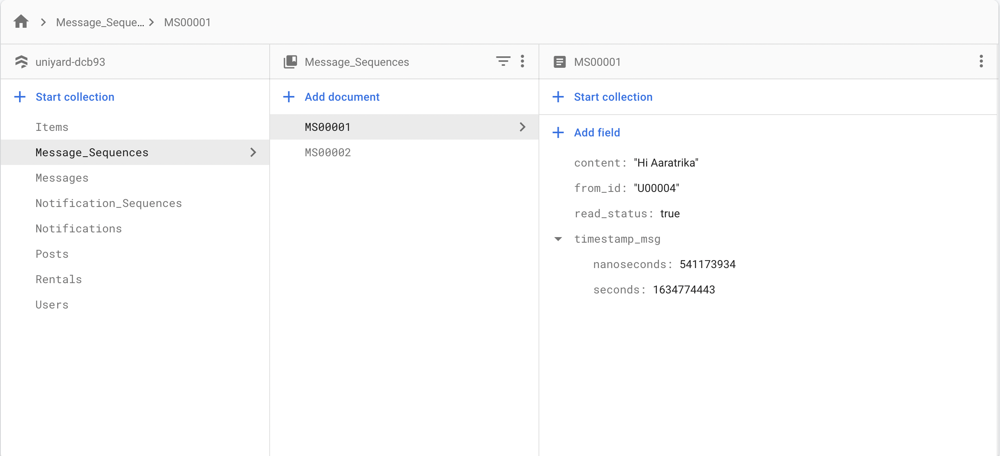 Message_Seque... MS00001
uniyard-dcb93
Start collection
Items
Message_Sequences
Messages
Notification_Sequences
Notifications
Posts
Rentals
Users
Message_Sequences
Add document
MS00001
MS00002
MS00001
Start collection
Add field
content: "Hi Aaratrika"
from_id: "U00004"
read_status: true
timestamp_msg
nanoseconds: 541173934
seconds: 1634774443